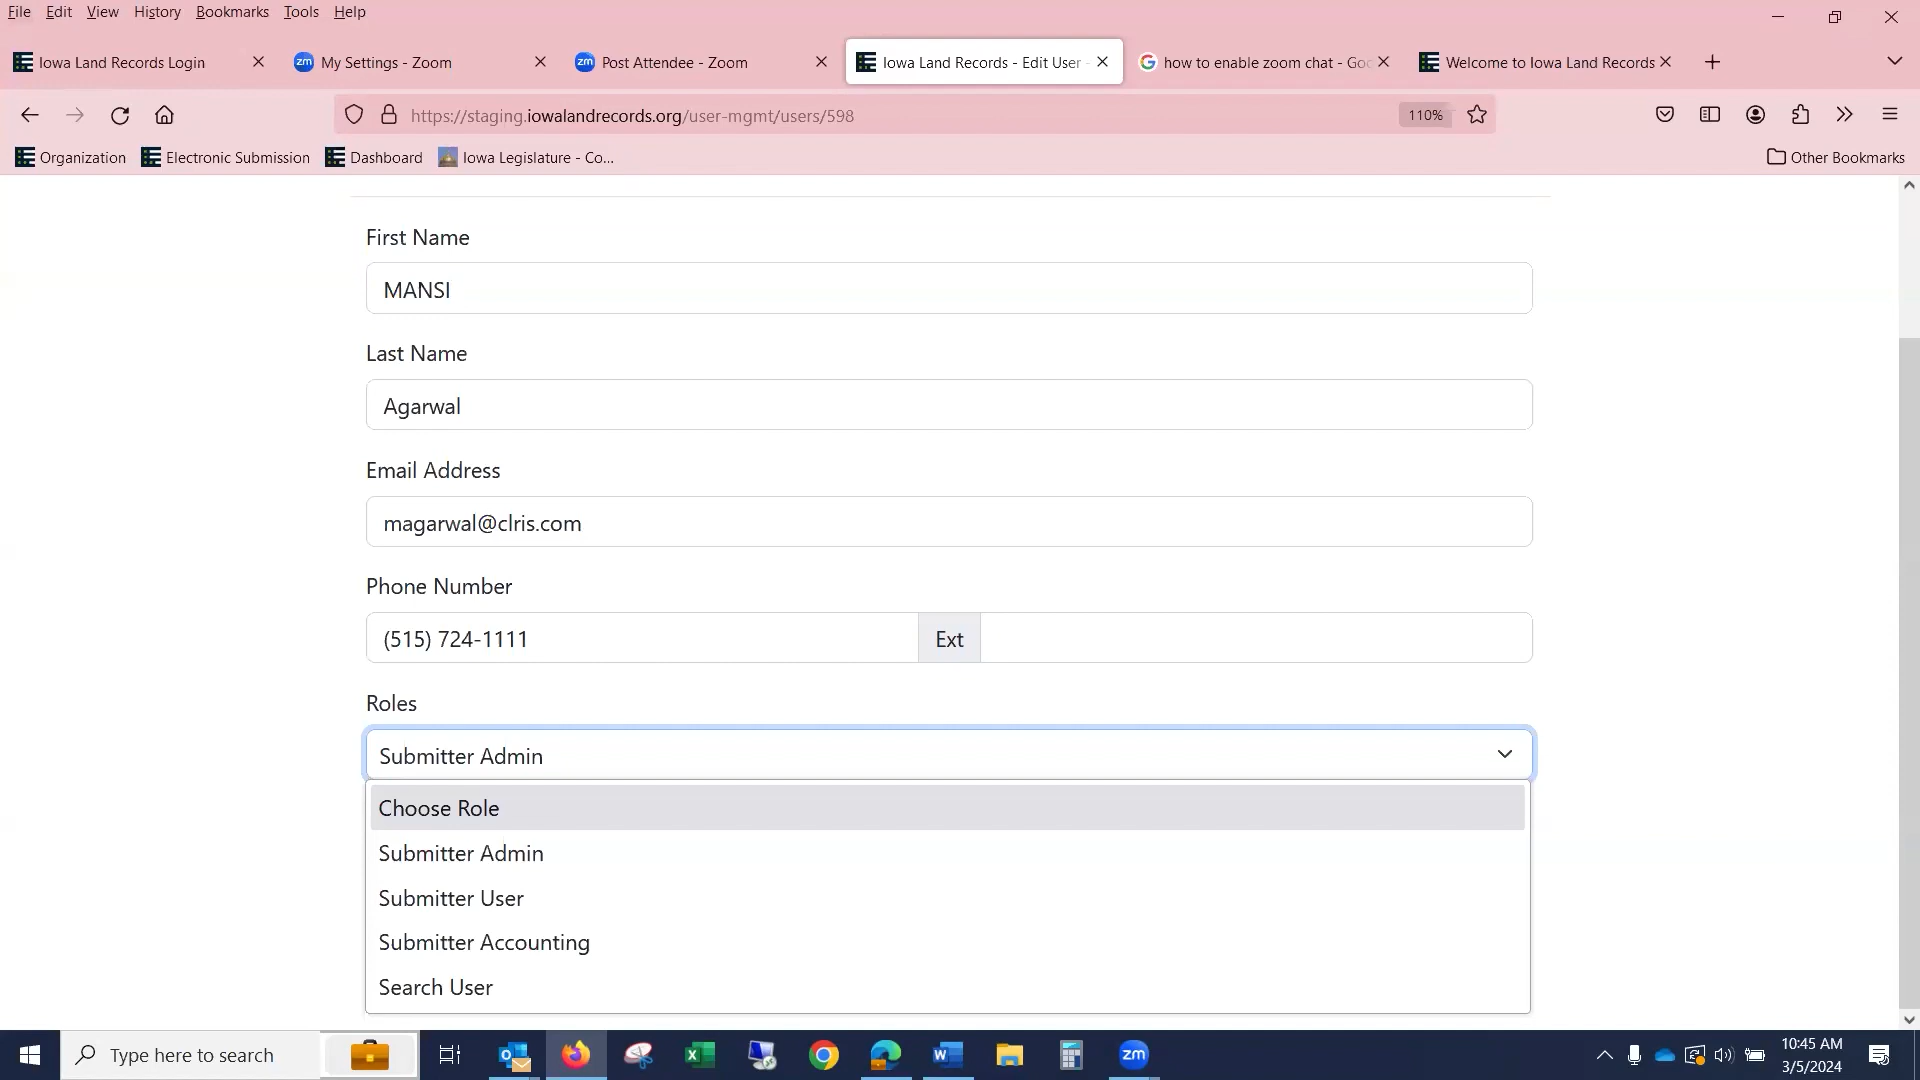 File Edit View History Bookmarks Tools Help
Iowa Land Records Login
My Settings - Zoom
Post Attendee - Zoom
Iowa Land Records - Edit User -
how to enable zoom chat - Goo
Welcome to Iowa Land Records
https://staging.iowalandrecords.org/user-mgmt/users/598
110%
Organization
Electronic Submission
Dashboard
Iowa Legislature - Co...
Other Bookmarks
First Name
MANSI
Last Name
Agarwal
Email Address
magarwal@clris.com
Phone Number
(515) 724-1111
Ext
Roles
Submitter Admin
Choose Role
Submitter Admin
Submitter User
Submitter Accounting
Search User
Type here to search
zm
10:45 AM
3/5/2024